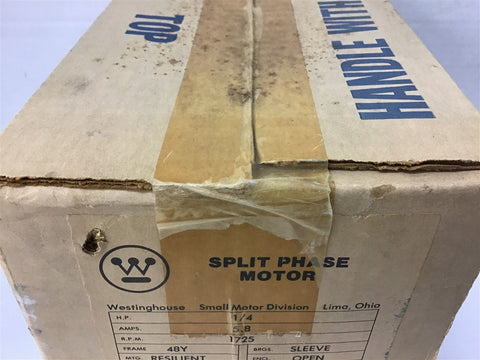 TOP
HANDLE WITH
SPLIT PHASE
MOTOR
Westinghouse Small Motor Division Lima, Ohio
H.P. 1/4
AMPS. 5.8
R.P.M. 1725
FRAME 48Y BRGS. SLEEVE
MTG. RESILIENT ENCL. OPEN